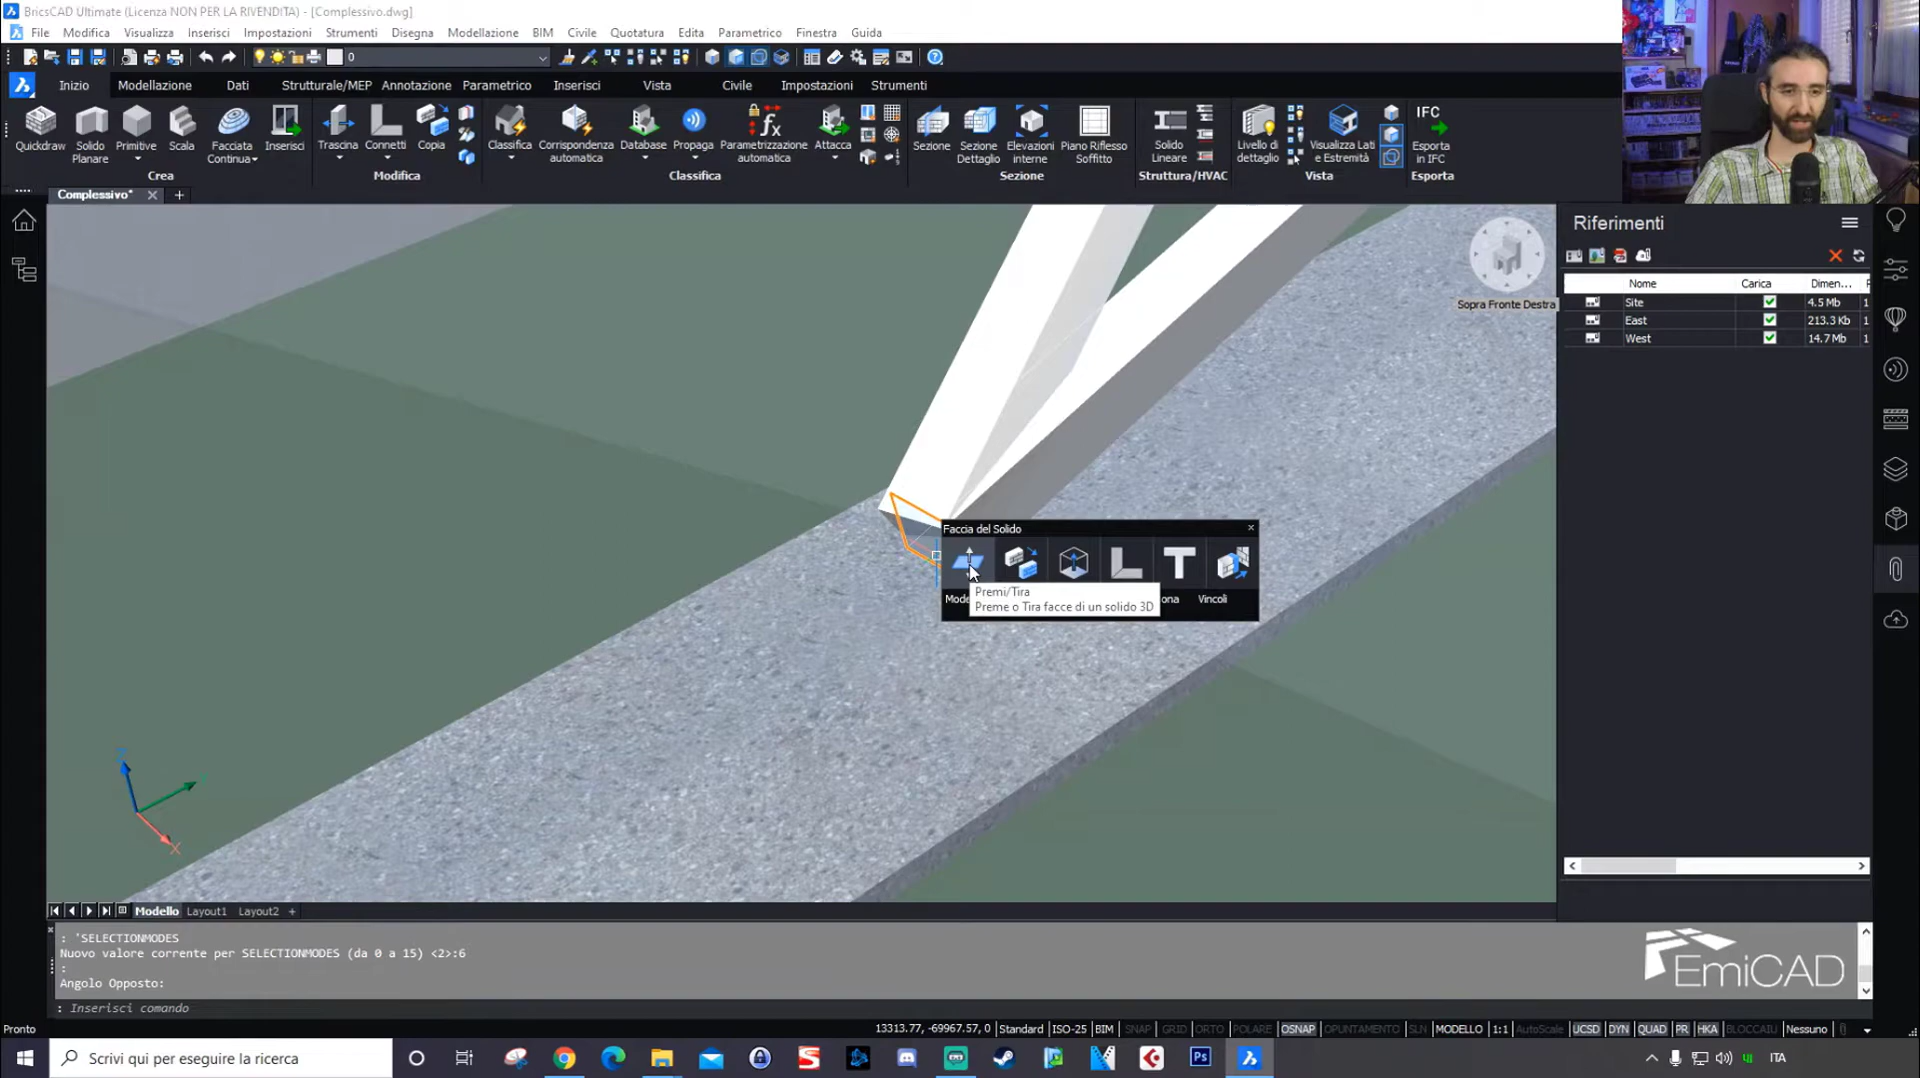 BricsCAD Ultimate (Licenza NON PER LA RIVENDITA) - [Complessivo.dwg]
File Modifica Visualizza Inserisci Impostazioni Strumenti Disegna Modellazione BIM Civile Quotatura Edita Parametrico Finestra Guida
0
Inizio Modellazione Dati Strutturale/MEP Annotazione Parametrico Inserisci Vista Civile Impostazioni Strumenti
Quickdraw Solido Planare Primitive Scala Facciata Continua Inserisci Trascina Connetti Copia Classifica Corrispondenza automatica Database Propaga Parametrizzazione automatica Attacca Sezione Sezione Dettaglio Elevazioni interne Piano Riflesso Soffitto Solido Lineare Livello di dettaglio Visualizza Lati e Estremità IFC Esporta in IFC
Crea Modifica Classifica Sezione Struttura/HVAC Vista Esporta
Complessivo*
Riferimenti
Nome Carica Dimen...
Site 4.5 Mb 1
East 213.3 Kb 1
West 14.7 Mb 1
Sopra Fronte Destra
Faccia del Solido
Premi/Tira
Preme o Tira facce di un solido 3D
Vincoli
X
Modello Layout1 Layout2 +
: 'SELECTIONMODES
Nuovo valore corrente per SELECTIONMODES (da 0 a 15) <2>:6
:
Angolo Opposto:
: Inserisci comando
EmiCAD
Pronto 13313.77, -69967.57, 0 Standard ISO-25 BIM SNAP GRID ORTO POLARE OSNAP OPUNTAMENTO SLN MODELLO 1:1 AutoScale UCSD DYN QUAD PR HKA BLOCCAUI Nessuno
Scrivi qui per eseguire la ricerca
Ps
ITA